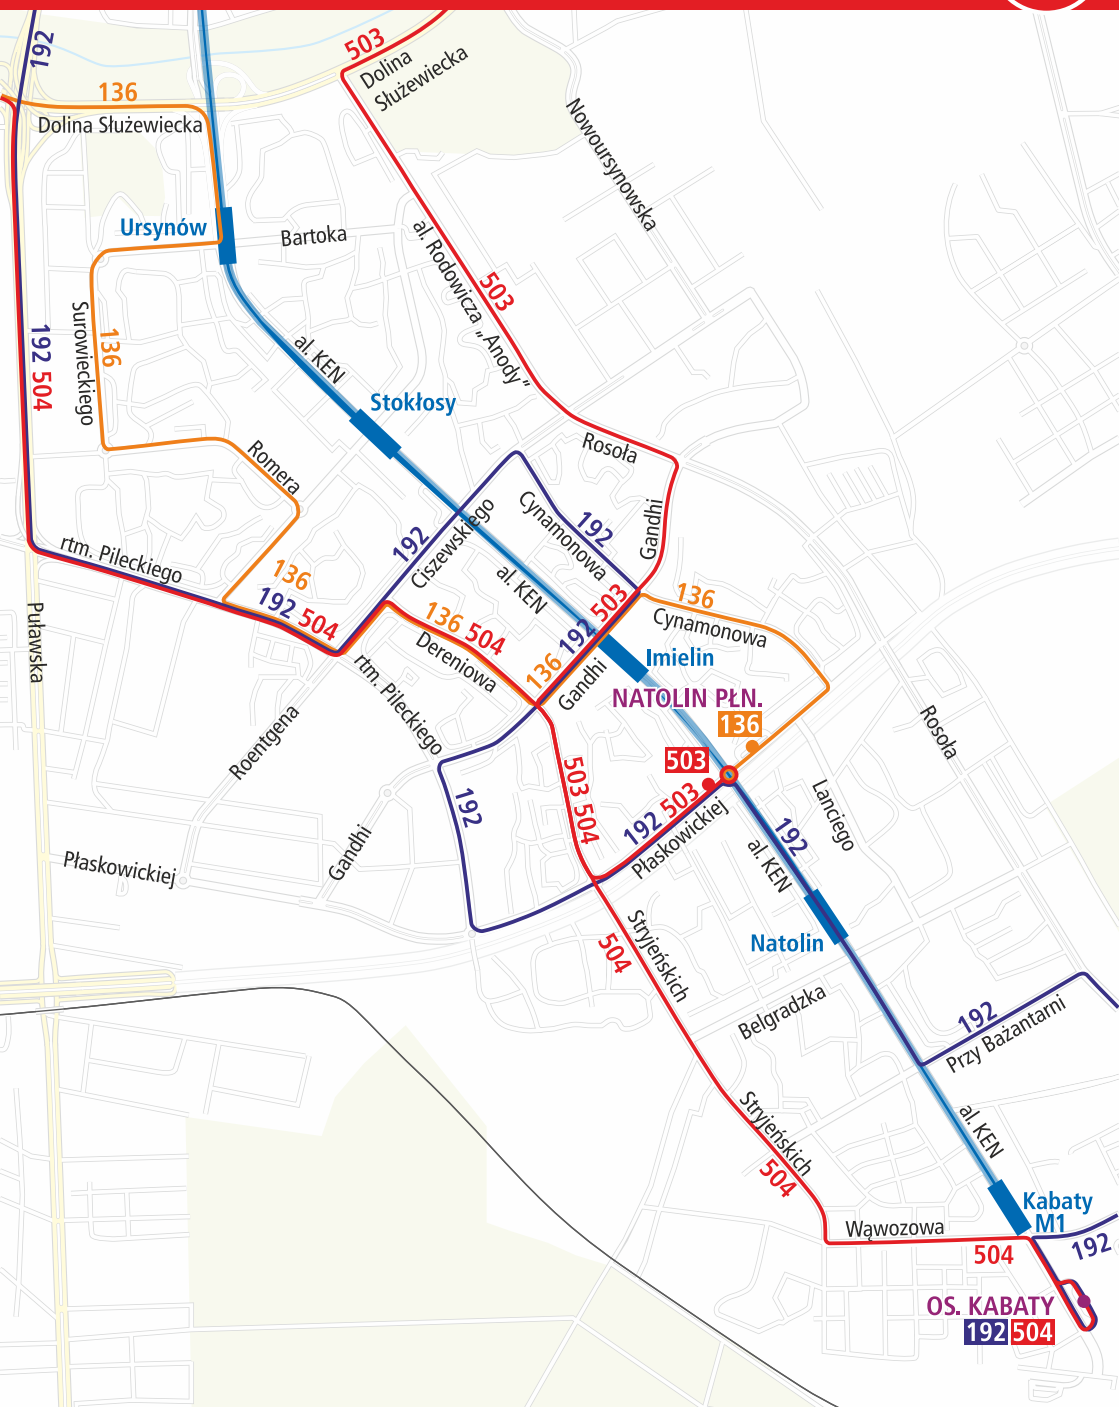 503
192
Dolina
Służewiecka
136
Dolina Służewiecka
Nowoursynowska
Ursynów
Bartoka
al. Rodowicza „Anody”
503
Surowieckiego
136
192 504
al. KEN
Stokłosy
Rosoła
Romera
Cynamonowa
192
Gandhi
Ciszewskiego
192
rtm. Pileckiego
136
al. KEN
136
503
192 504
136 504
Cynamonowa
192
Puławska
Dereniowa
Imielin
136
Gandhi
rtm. Pileckiego
NATOLIN PŁN.
136
Roentgena
Rosoła
503
503 504
192 503
192
Lanciego
192
Płaskowickiej
al. KEN
Gandhi
Płaskowickiej
Natolin
Stryjeńskich
504
Belgradzka
192
Przy Bażantarni
Stryjeńskich
al. KEN
504
Kabaty
M1
Wąwozowa
504
192
OS. KABATY
192 504